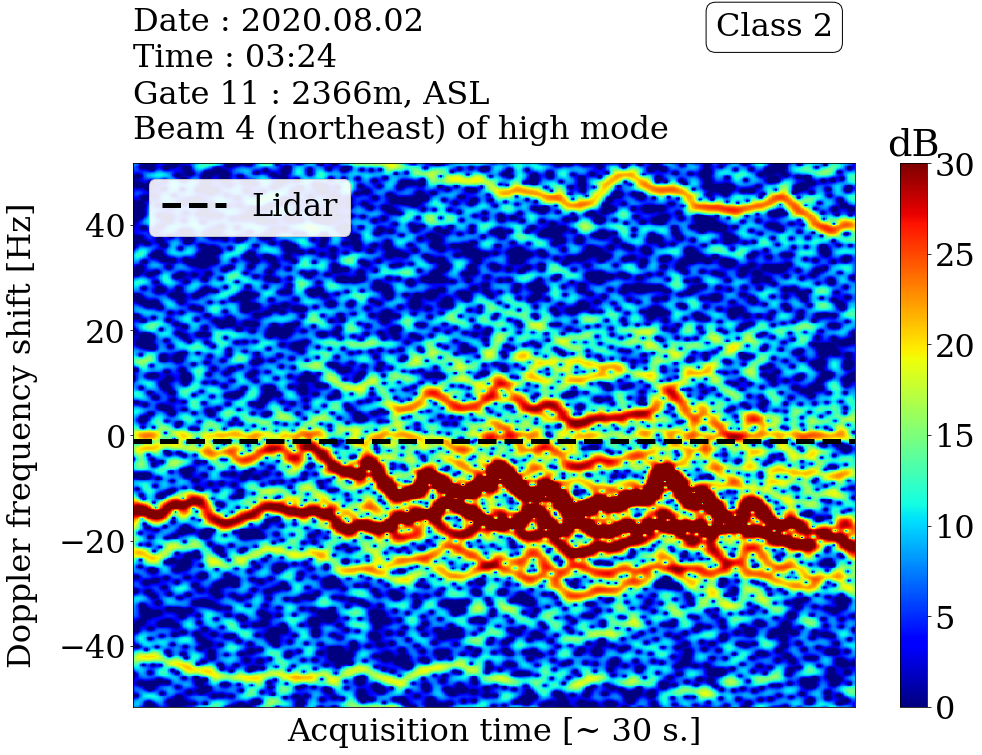 Date : 2020.08.02
Time : 03:24
Gate 11 : 2366m, ASL
Beam 4 (northeast) of high mode
Class 2
dB
Lidar
Doppler frequency shift [Hz]
40
20
0
−20
−40
30
25
20
15
10
5
0
Acquisition time [~ 30 s.]